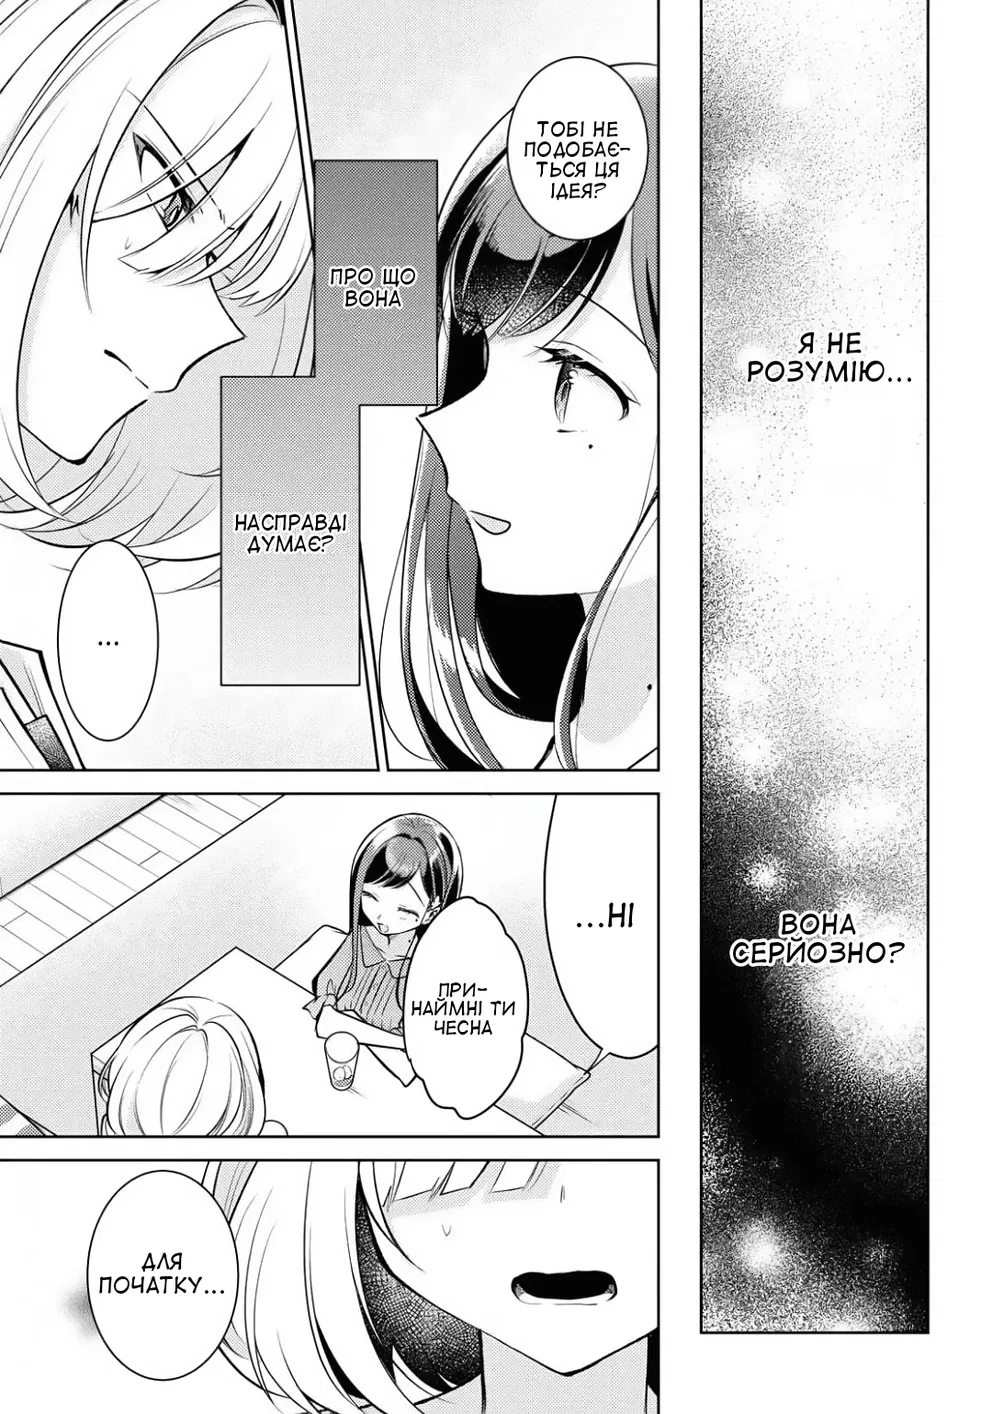 Я НЕ
РОЗУМІЮ...
ВОНА
СЕРЙОЗНО?
ТОБІ НЕ
ПОДОБАЄ-
ТЬСЯ ЦЯ
ІДЕЯ?
ПРО ЩО
ВОНА
НАСПРАВДІ
ДУМАЄ?
...
...НІ
ПРИ-
НАЙМНІ ТИ
ЧЕСНА
ДЛЯ
ПОЧАТКУ...